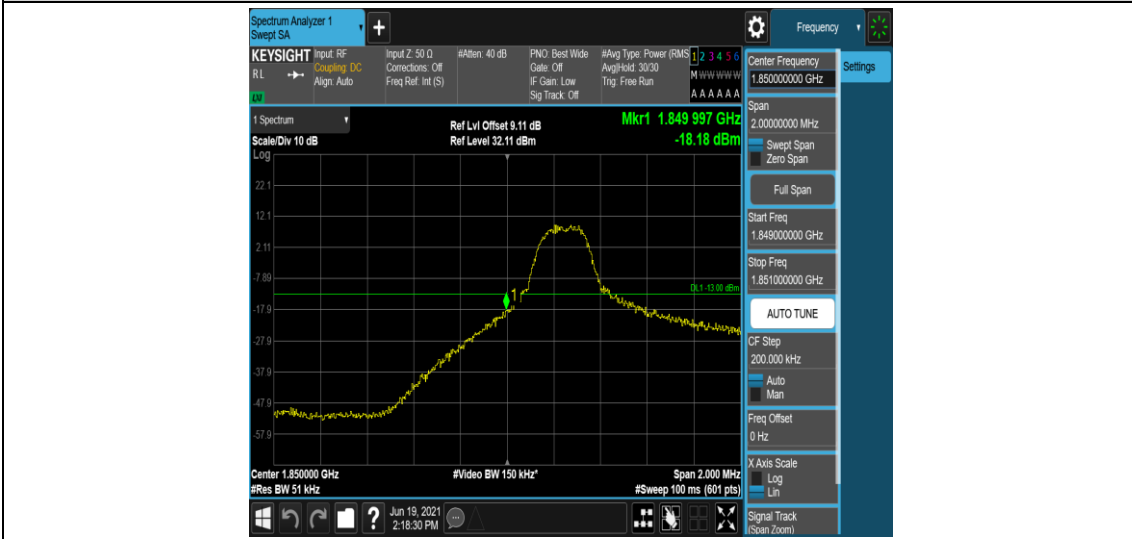 Spectrum Analyzer 1
Swept SA
+
Frequency
KEYSIGHT
RL
Input: RF
Coupling: DC
Align: Auto
Input Z: 50 Ω
Corrections: Off
Freq Ref: Int (S)
#Atten: 40 dB
PNO: Best Wide
Gate: Off
IF Gain: Low
Sig Track: Off
#Avg Type: Power (RMS
Avg|Hold: 30/30
Trig: Free Run
1 2 3 4 5 6
M W W W W W
A A A A A A
1 Spectrum
Scale/Div 10 dB
Log
Ref Lvl Offset 9.11 dB
Ref Level 32.11 dBm
Mkr1 1.849 997 GHz
-18.18 dBm
22.1
12.1
2.11
-7.89
-17.9
-27.9
-37.9
-47.9
-57.9
1
DL1 -13.00 dBm
Center 1.850000 GHz
#Video BW 150 kHz*
Span 2.000 MHz
#Res BW 51 kHz
#Sweep 100 ms (601 pts)
?
Jun 19, 2021
2:18:30 PM
Settings
Center Frequency
1.850000000 GHz
Span
2.00000000 MHz
Swept Span
Zero Span
Full Span
Start Freq
1.849000000 GHz
Stop Freq
1.851000000 GHz
AUTO TUNE
CF Step
200.000 kHz
Auto
Man
Freq Offset
0 Hz
X Axis Scale
Log
Lin
Signal Track
(Span Zoom)